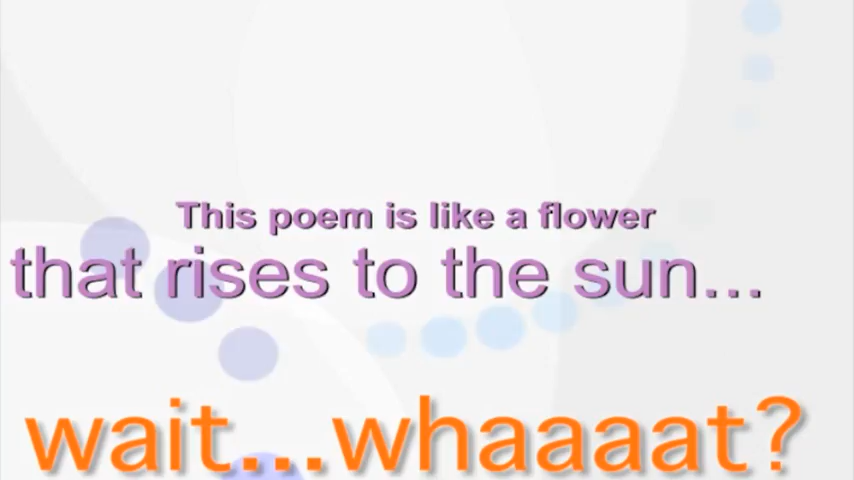 This poem is like a flower
that rises to the sun...
wait...whaaaat?